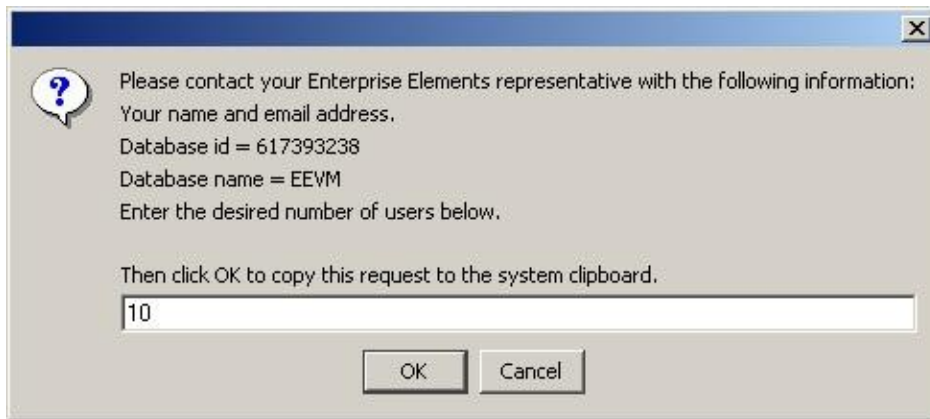 Please contact your Enterprise Elements representative with the following information:
Your name and email address.
Database id = 617393238
Database name = EEVM
Enter the desired number of users below.
Then click OK to copy this request to the system clipboard.
10
OK Cancel